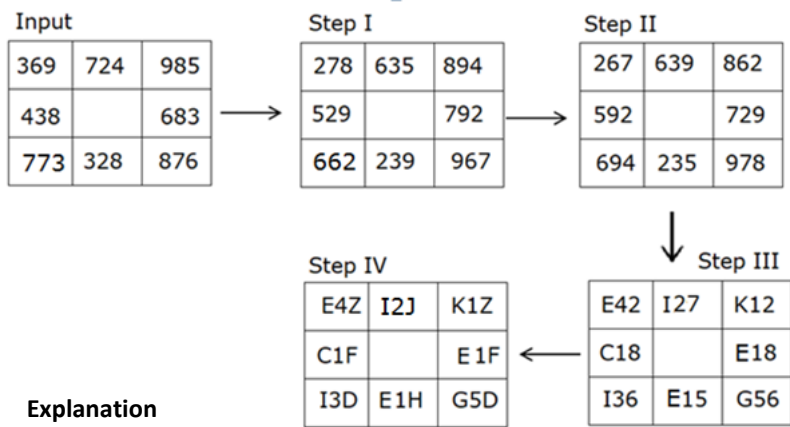 Input
369 724 985
438 683
773 328 876
Step I
278 635 894
529 792
662 239 967
Step II
267 639 862
592 729
694 235 978
Step III
E42 I27 K12
C18 E18
I36 E15 G56
Step IV
E4Z I2J K1Z
C1F E1F
I3D E1H G5D
Explanation